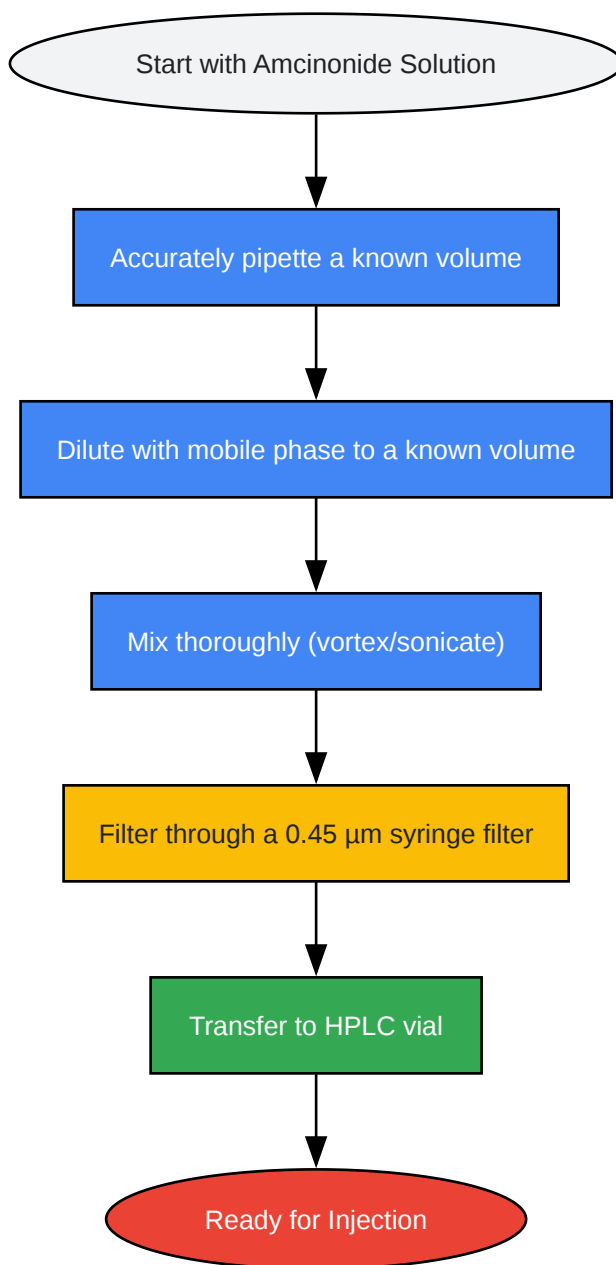 Start with Amcinonide Solution
Accurately pipette a known volume
Dilute with mobile phase to a known volume
Mix thoroughly (vortex/sonicate)
Filter through a 0.45 µm syringe filter
Transfer to HPLC vial
Ready for Injection